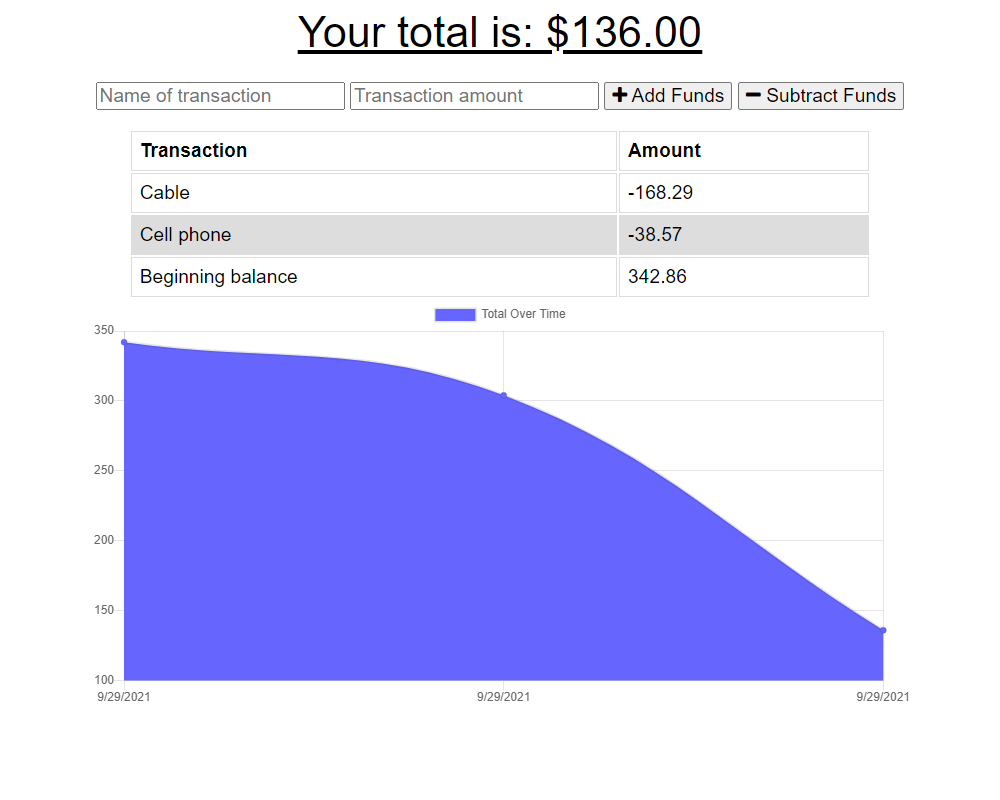 Your total is: $136.00
Name of transaction Transaction amount Add Funds Subtract Funds
Transaction Amount
Cable -168.29
Cell phone -38.57
Beginning balance 342.86
Total Over Time
350
300
250
200
150
100
9/29/2021 9/29/2021 9/29/2021